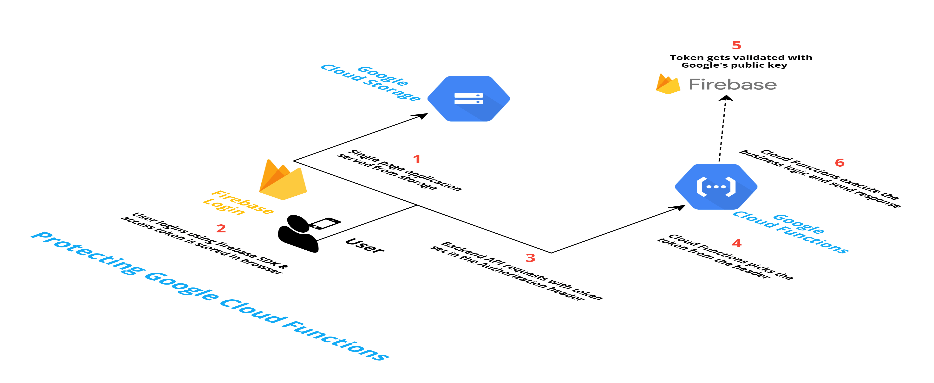 Google
Cloud Storage
1
Single page application
served from storage
Firebase
Login
2
User logins using Firebase SDK &
access token is stored in browser
User
3
Backend API requests with token
set in the Authorization header
4
Cloud Functions picks the
token from the header
Google
Cloud Functions
5
Token gets validated with
Google's public key
Firebase
6
Cloud Functions executs the
business logic and send response
Protecting Google Cloud Functions